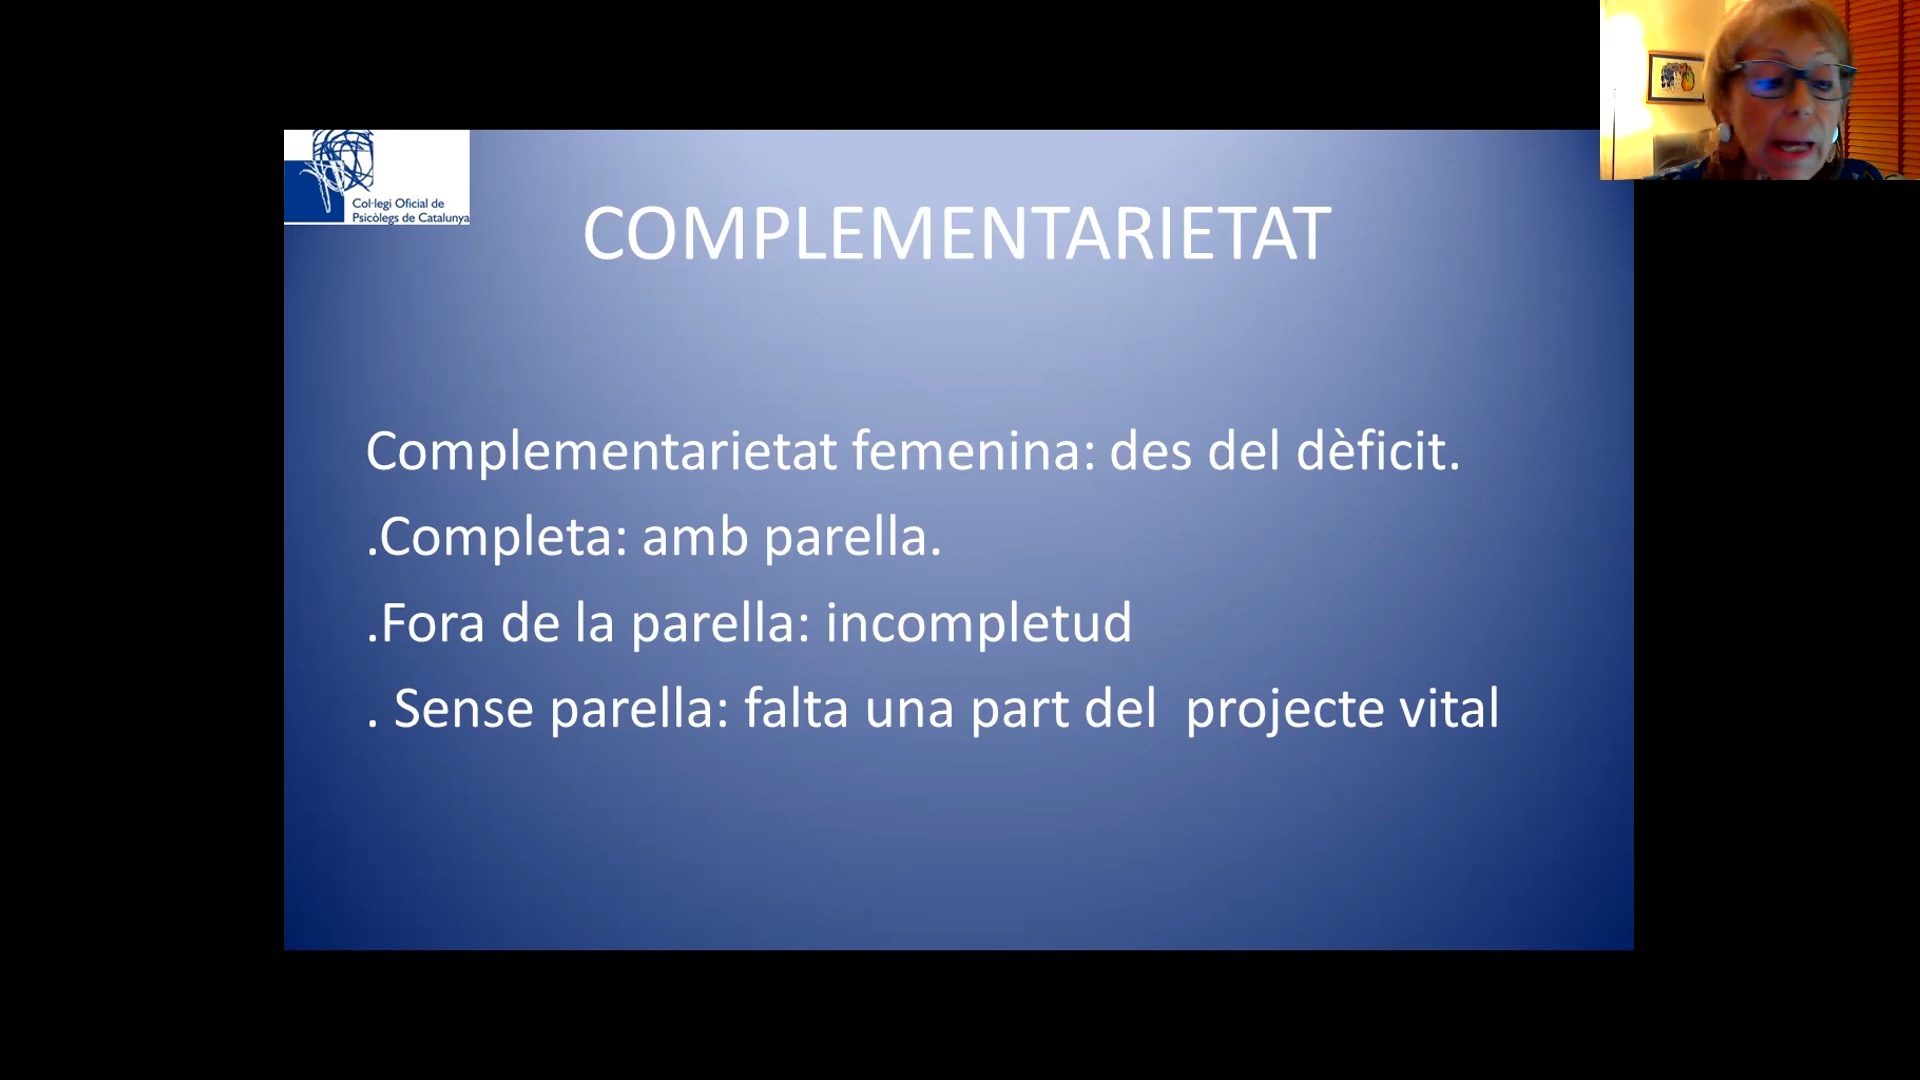 Col·legi Oficial de
Psicòlegs de Catalunya
COMPLEMENTARIETAT
Complementarietat femenina: des del dèficit.
.Completa: amb parella.
.Fora de la parella: incompletud
. Sense parella: falta una part del  projecte vital